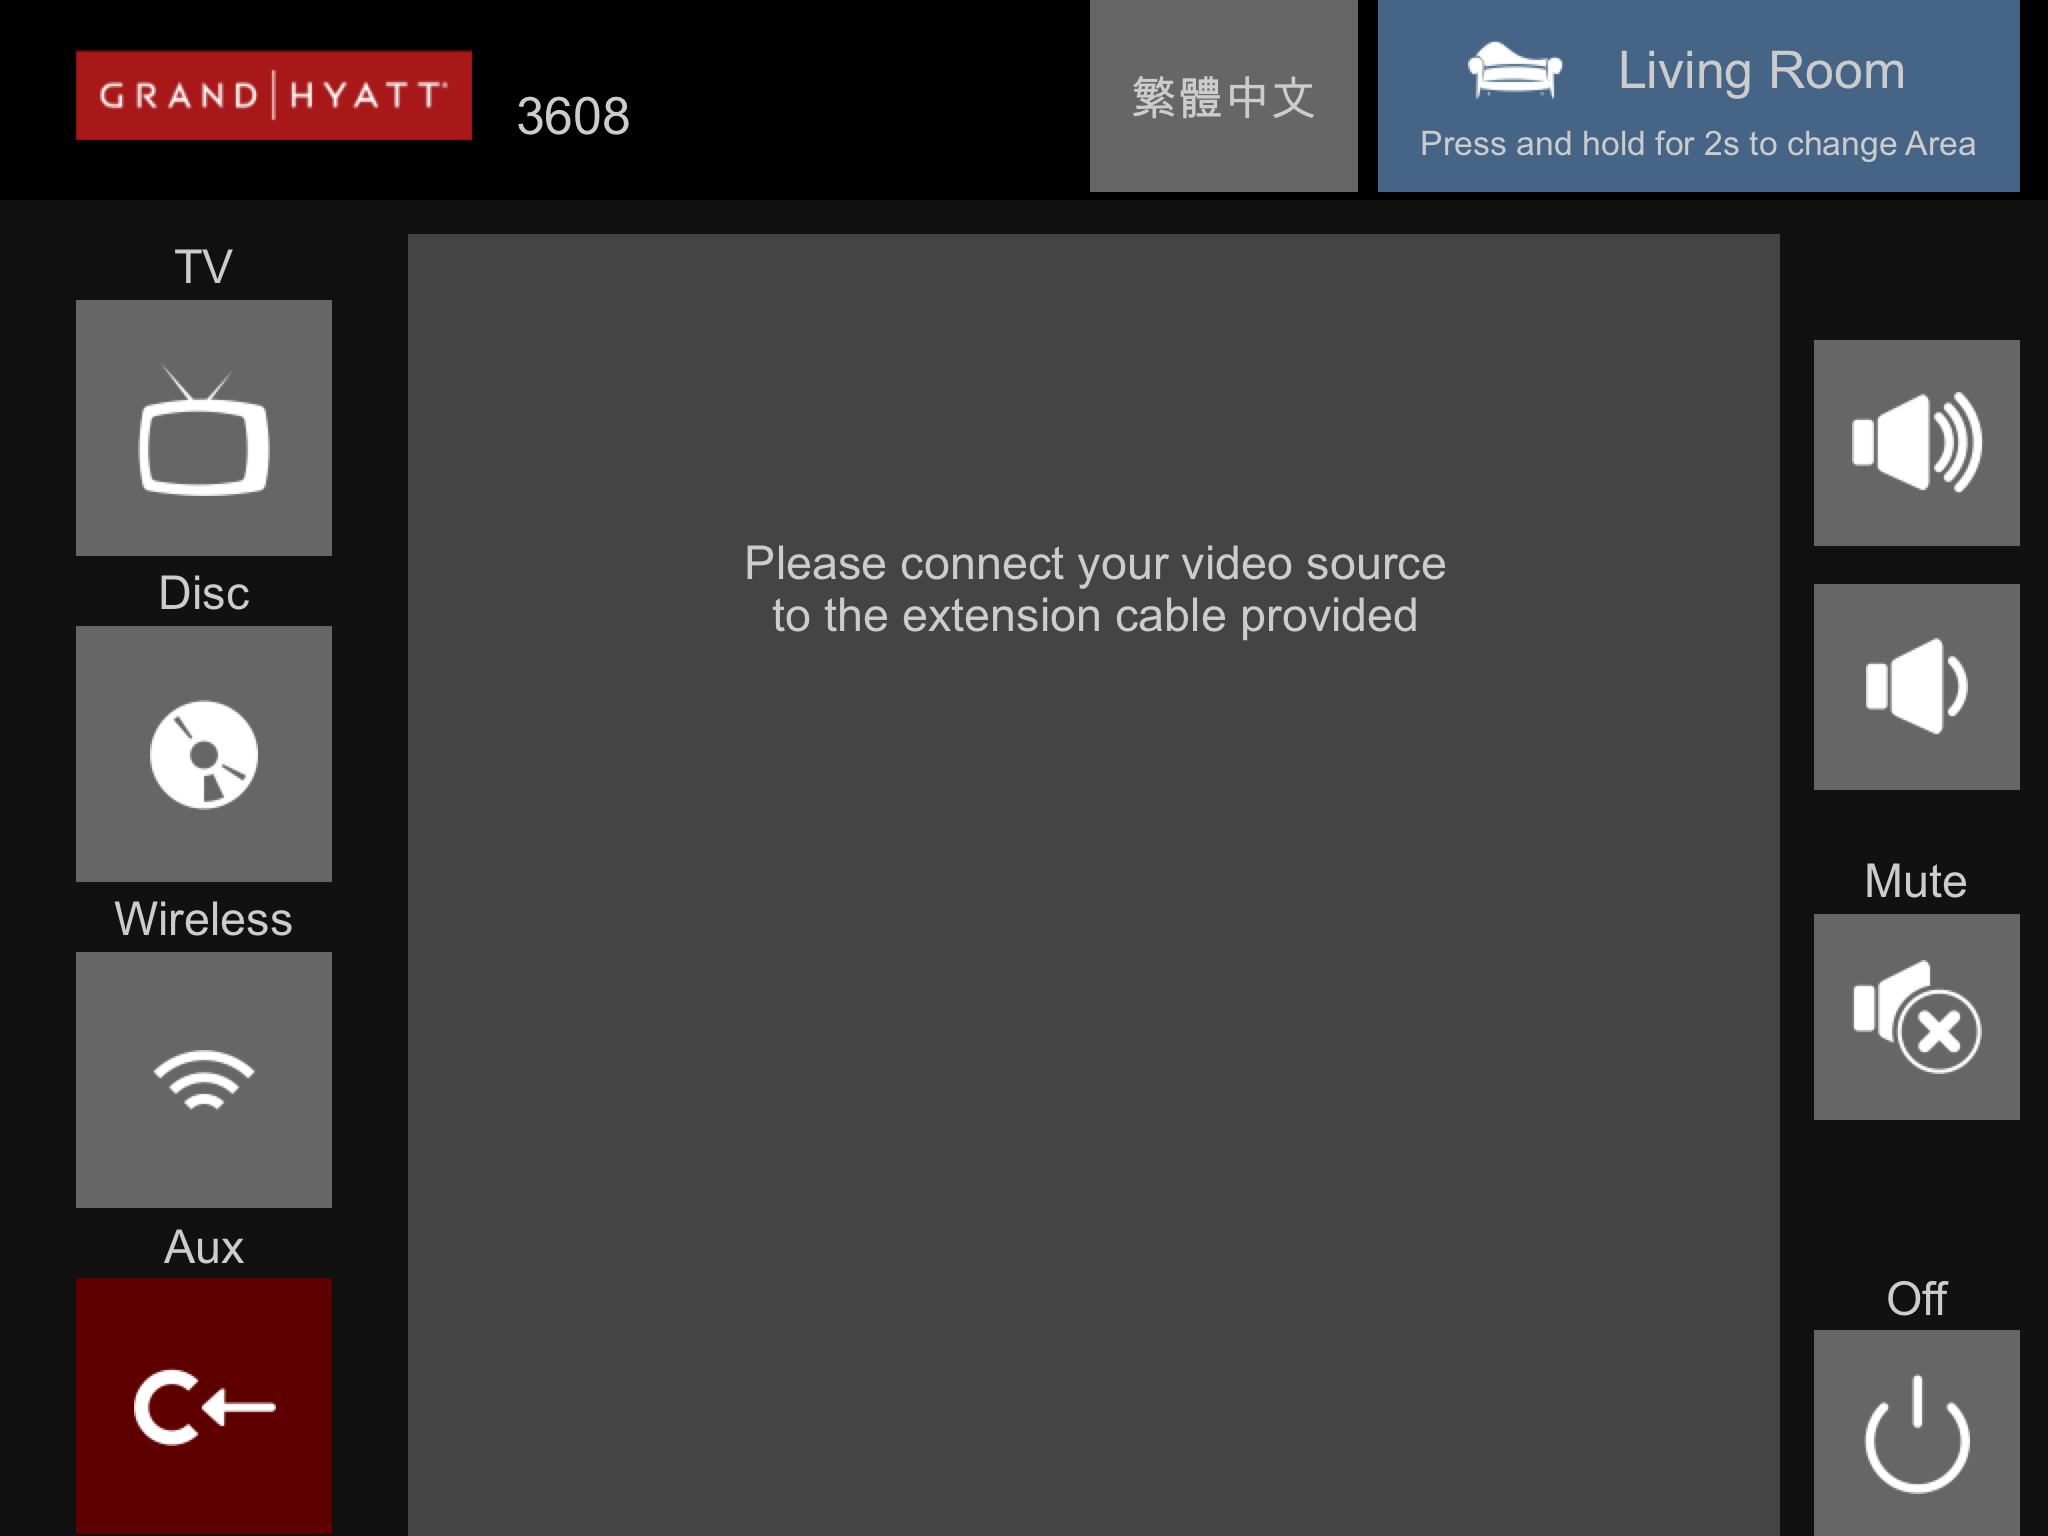 GRAND | HYATT
3608
繁體中文
Living Room
Press and hold for 2s to change Area
TV
Disc
Wireless
Aux
Please connect your video source
to the extension cable provided
Mute
Off